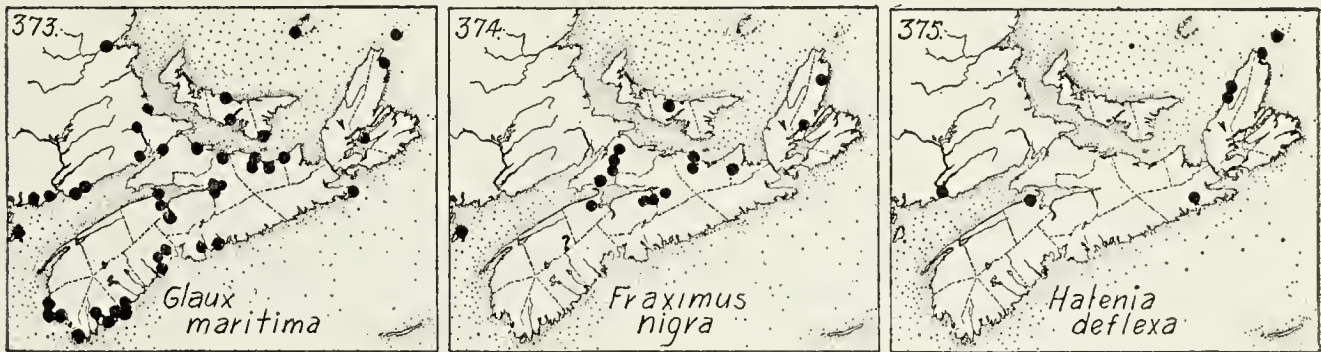 373.
Glaux
maritima
374.
?
Fraximus
nigra
375.
Halenia
deflexa